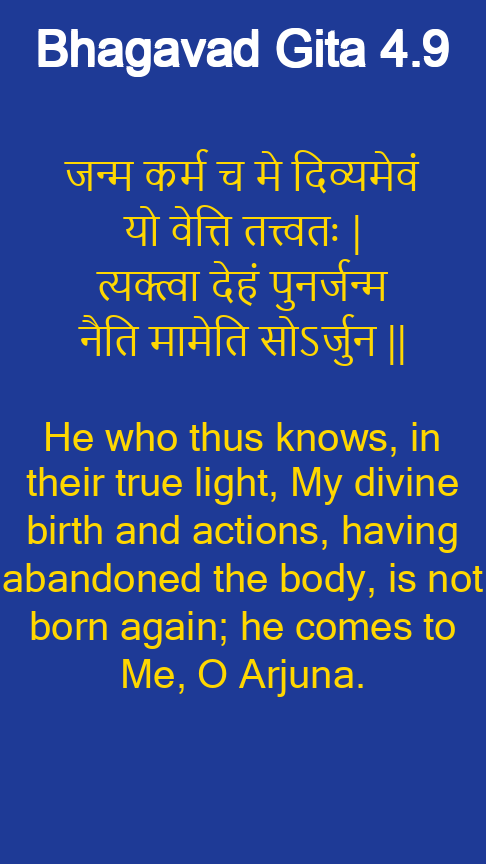 Bhagavad Gita 4.9
जन्म कर्म च मे दिव्यमेवं
यो वेत्ति तत्त्वतः |
त्यक्त्वा देहं पुनर्जन्म
नैति मामेति सोऽर्जुन ||
He who thus knows, in
their true light, My divine
birth and actions, having
abandoned the body, is not
born again; he comes to
Me, O Arjuna.